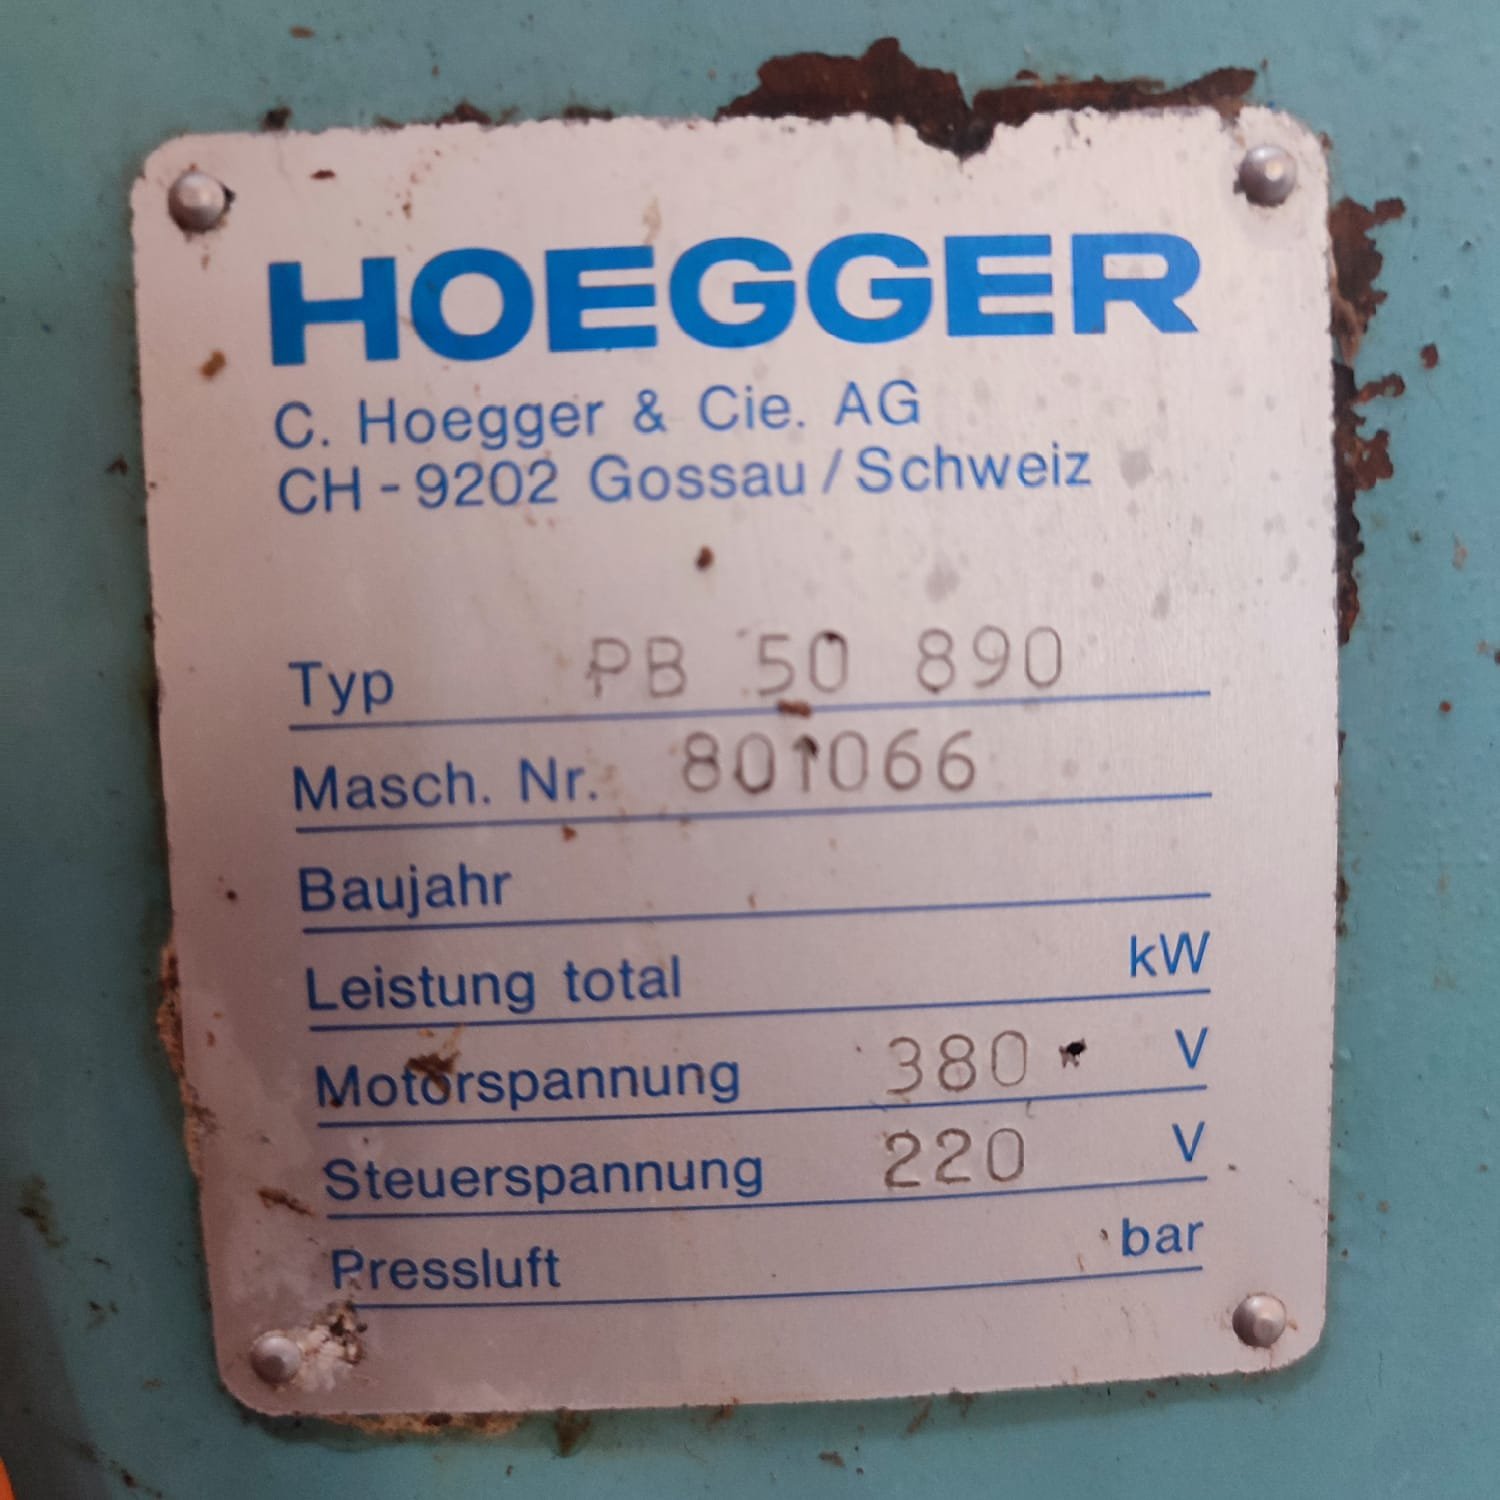 HOEGGER
C. Hoegger & Cie. AG
CH - 9202 Gossau / Schweiz
Typ PB 50 890
Masch. Nr. 801066
Baujahr
Leistung total kW
Motorspannung 380 V
Steuerspannung 220 V
Pressluft bar